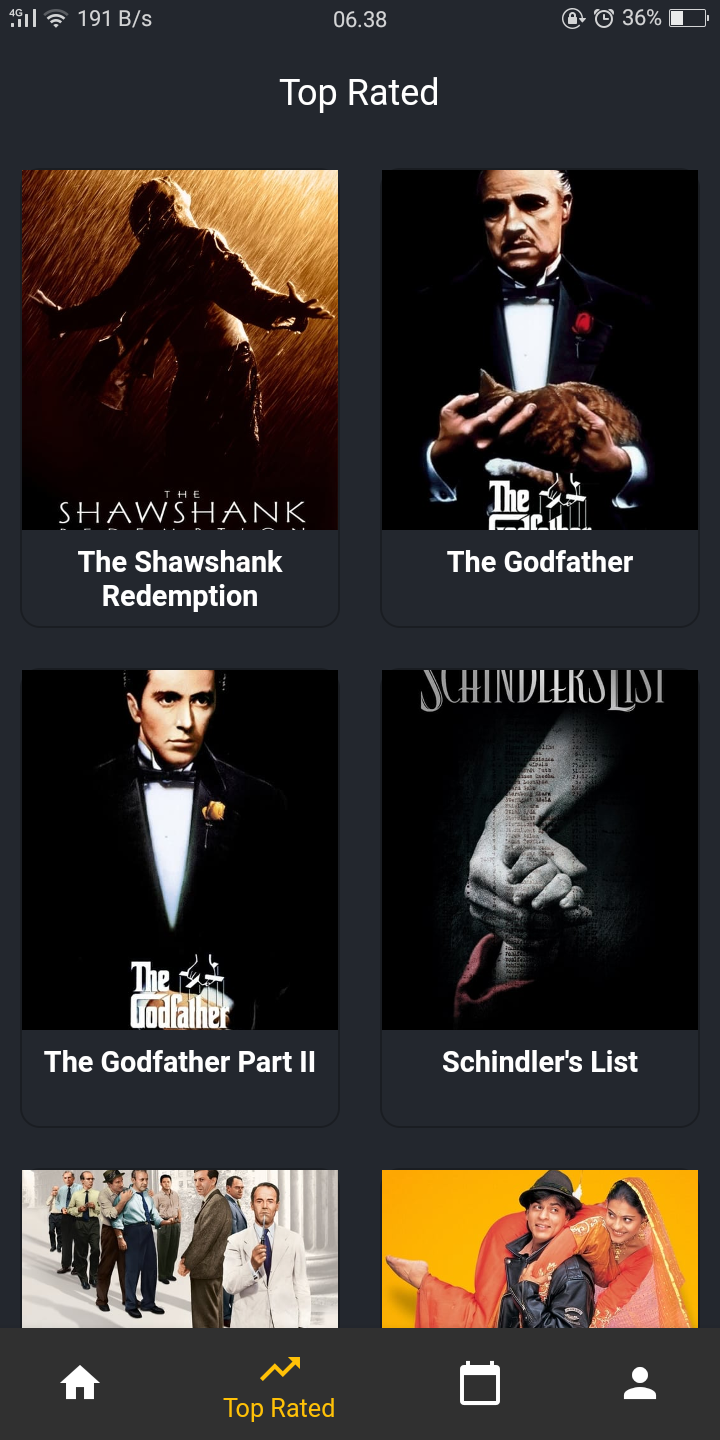 4G 191 B/s 06.38 36%
Top Rated
THE
SHAWSHANK
The Shawshank
Redemption
The
Godfather
The Godfather
The
Godfather
The Godfather Part II
SCHINDLER'S LIST
Schindler's List
Top Rated